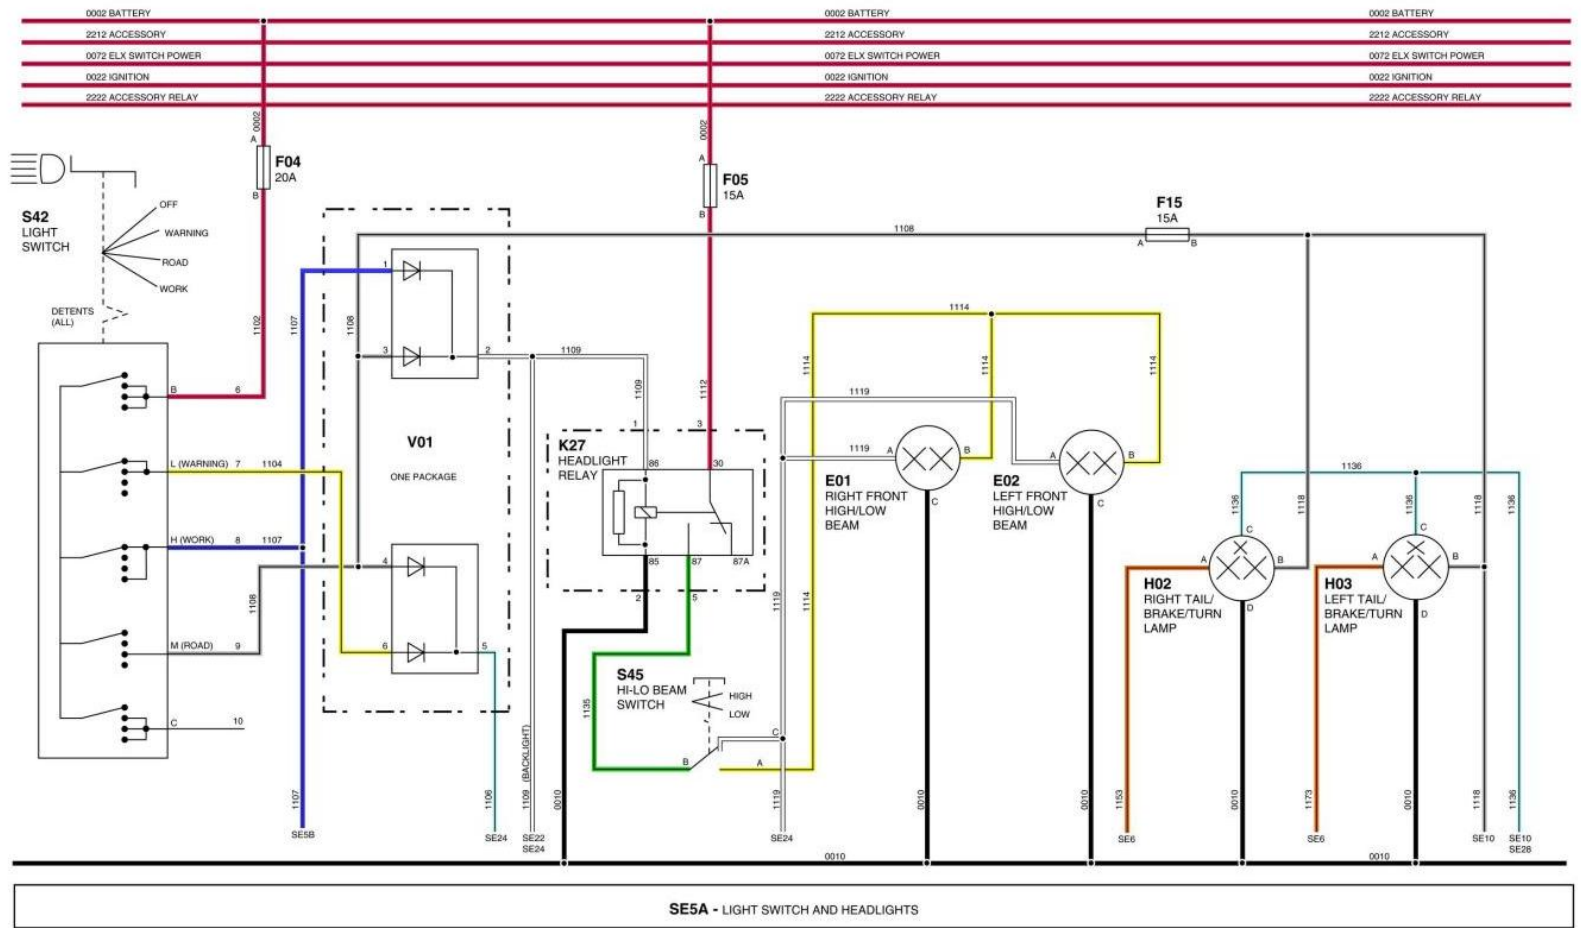 0002 BATTERY
0002 BATTERY
0002 BATTERY
2212 ACCESSORY
2212 ACCESSORY
2212 ACCESSORY
0072 ELX SWITCH POWER
0072 ELX SWITCH POWER
0072 ELX SWITCH POWER
0022 IGNITION
0022 IGNITION
0022 IGNITION
2222 ACCESSORY RELAY
2222 ACCESSORY RELAY
2222 ACCESSORY RELAY
0002
A
F04
20A
B
0002
A
F05
15A
B
S42
LIGHT
SWITCH
OFF
WARNING
ROAD
WORK
DETENTS
(ALL)
F15
15A
A
B
1108
1102
1107
1108
1
3
2
1109
1109
1112
1114
1114
1114
1114
1119
1119
B
6
L (WARNING)
7
1104
H (WORK)
8
1107
M (ROAD)
9
1108
C
10
V01
ONE PACKAGE
4
6
5
K27
HEADLIGHT
RELAY
1
3
86
30
85
87
87A
2
5
A
B
C
E01
RIGHT FRONT
HIGH/LOW
BEAM
A
B
C
E02
LEFT FRONT
HIGH/LOW
BEAM
1136
1136
1118
1136
1118
1136
A
C
B
D
H02
RIGHT TAIL/
BRAKE/TURN
LAMP
A
C
B
D
H03
LEFT TAIL/
BRAKE/TURN
LAMP
1119
1114
S45
HI-LO BEAM
SWITCH
HIGH
LOW
1135
B
C
A
1107
SE5B
1106
SE24
1109 (BACKLIGHT)
SE22
SE24
0010
1119
SE24
0010
0010
1153
SE6
0010
1173
SE6
0010
1118
SE10
1136
SE10
SE28
0010
0010
SE5A - LIGHT SWITCH AND HEADLIGHTS